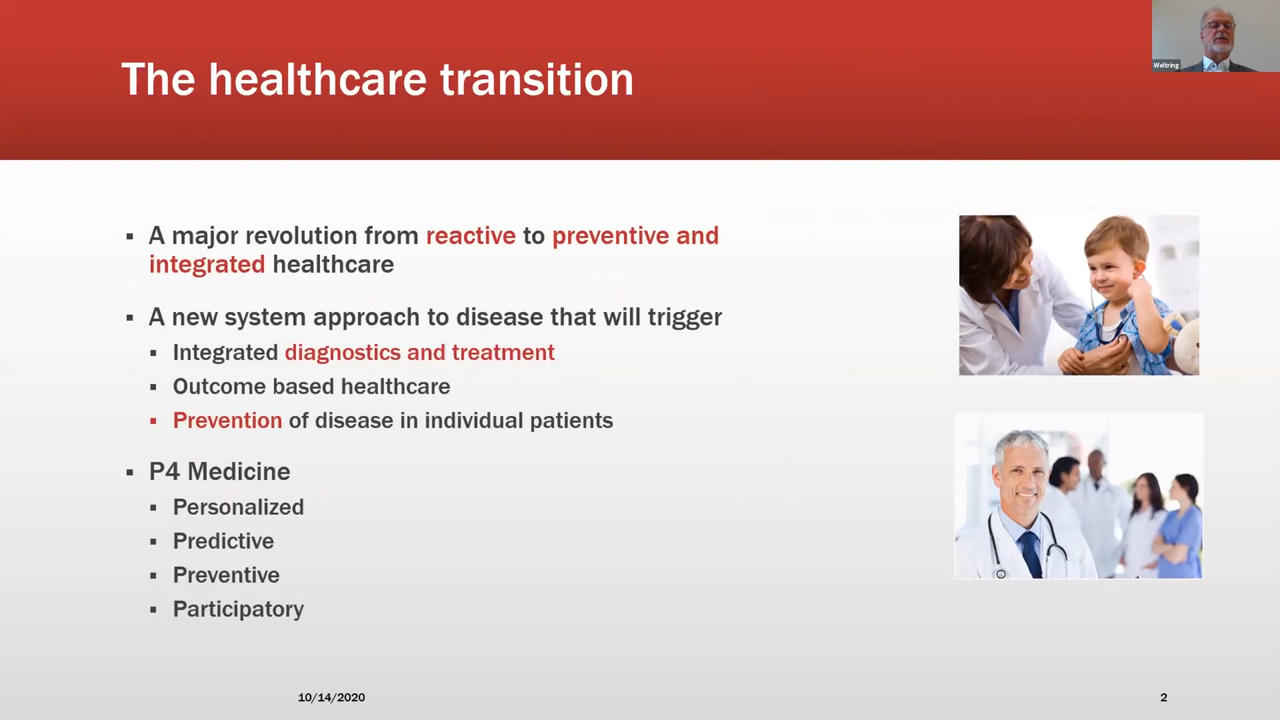 The healthcare transition
Weltring
▪ A major revolution from reactive to preventive and
integrated healthcare
▪ A new system approach to disease that will trigger
▪ Integrated diagnostics and treatment
▪ Outcome based healthcare
▪ Prevention of disease in individual patients
▪ P4 Medicine
▪ Personalized
▪ Predictive
▪ Preventive
▪ Participatory
10/14/2020
2